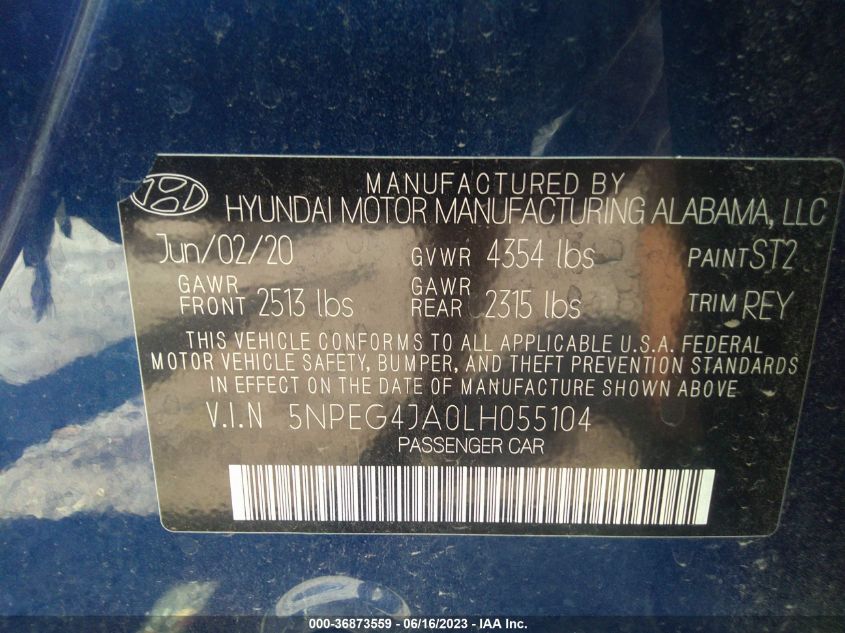 MANUFACTURED BY
HYUNDAI MOTOR MANUFACTURING ALABAMA, LLC
Jun/02/20 GVWR 4354 lbs PAINT ST2
GAWR FRONT 2513 lbs GAWR REAR 2315 lbs TRIM REY
THIS VEHICLE CONFORMS TO ALL APPLICABLE U.S.A. FEDERAL
MOTOR VEHICLE SAFETY, BUMPER, AND THEFT PREVENTION STANDARDS
IN EFFECT ON THE DATE OF MANUFACTURE SHOWN ABOVE
V.I.N 5NPEG4JA0LH055104
PASSENGER CAR
000-36873559 - 06/16/2023 - IAA Inc.